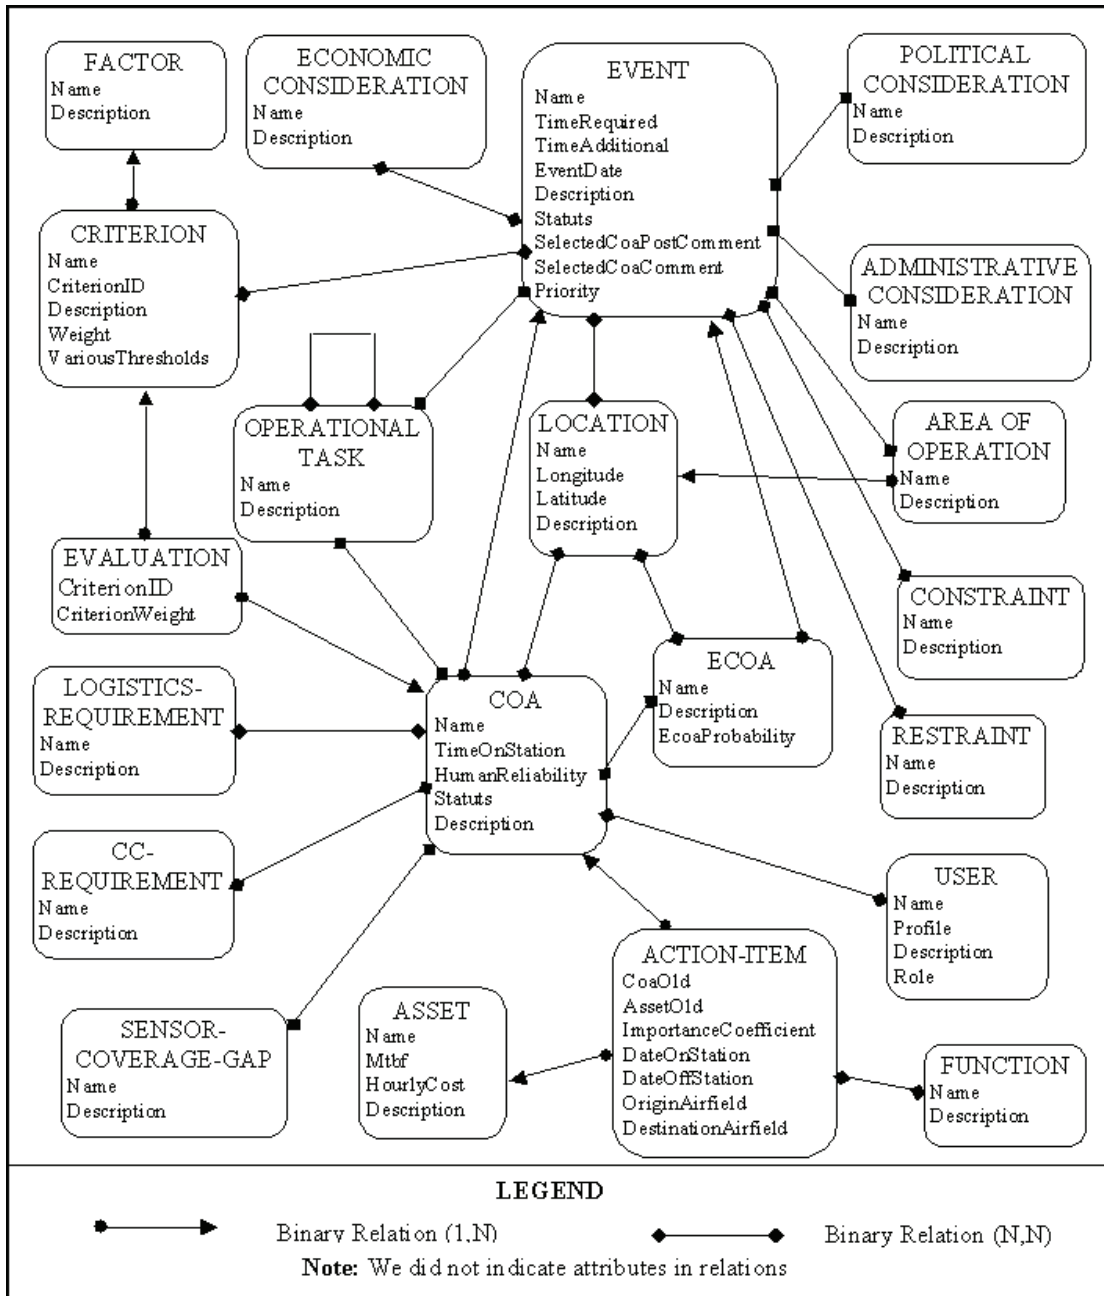 FACTOR
Name
Description
ECONOMIC
CONSIDERATION
Name
Description
EVENT
Name
TimeRequired
TimeAdditional
EventDate
Description
Statuts
SelectedCoaPostComment
SelectedCoaComment
Priority
POLITICAL
CONSIDERATION
Name
Description
CRITERION
Name
CriterionID
Description
Weight
VariousThresholds
ADMINISTRATIVE
CONSIDERATION
Name
Description
OPERATIONAL
TASK
Name
Description
LOCATION
Name
Longitude
Latitude
Description
AREA OF
OPERATION
Name
Description
EVALUATION
CriterionID
CriterionWeight
CONSTRAINT
Name
Description
LOGISTICS-
REQUIREMENT
Name
Description
COA
Name
TimeOnStation
HumanReliability
Statuts
Description
ECOA
Name
Description
EcoaProbability
RESTRAINT
Name
Description
CC-
REQUIREMENT
Name
Description
USER
Name
Profile
Description
Role
SENSOR-
COVERAGE-GAP
Name
Description
ASSET
Name
Mtbf
HourlyCost
Description
ACTION-ITEM
CoaOld
AssetOld
ImportanceCoefficient
DateOnStation
DateOffStation
OriginAirfield
DestinationAirfield
FUNCTION
Name
Description
LEGEND
Binary Relation (1,N)
Binary Relation (N,N)
Note: We did not indicate attributes in relations